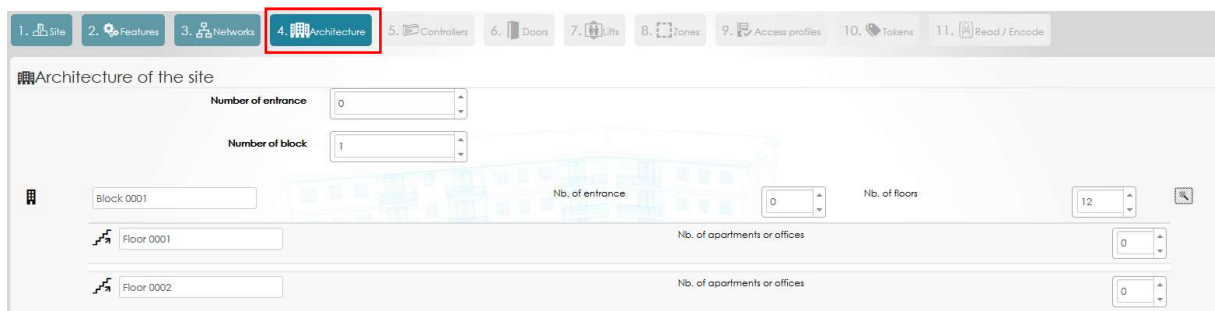 1. Site 2. Features 3. Networks 4. Architecture 5. Controllers 6. Doors 7. Lifts 8. Zones 9. Access profiles 10. Tokens 11. Read / Encode
Architecture of the site
Number of entrance 0
Number of block 1
Block 0001 Nb. of entrance 0 Nb. of floors 12
Floor 0001 Nb. of apartments or offices 0
Floor 0002 Nb. of apartments or offices 0